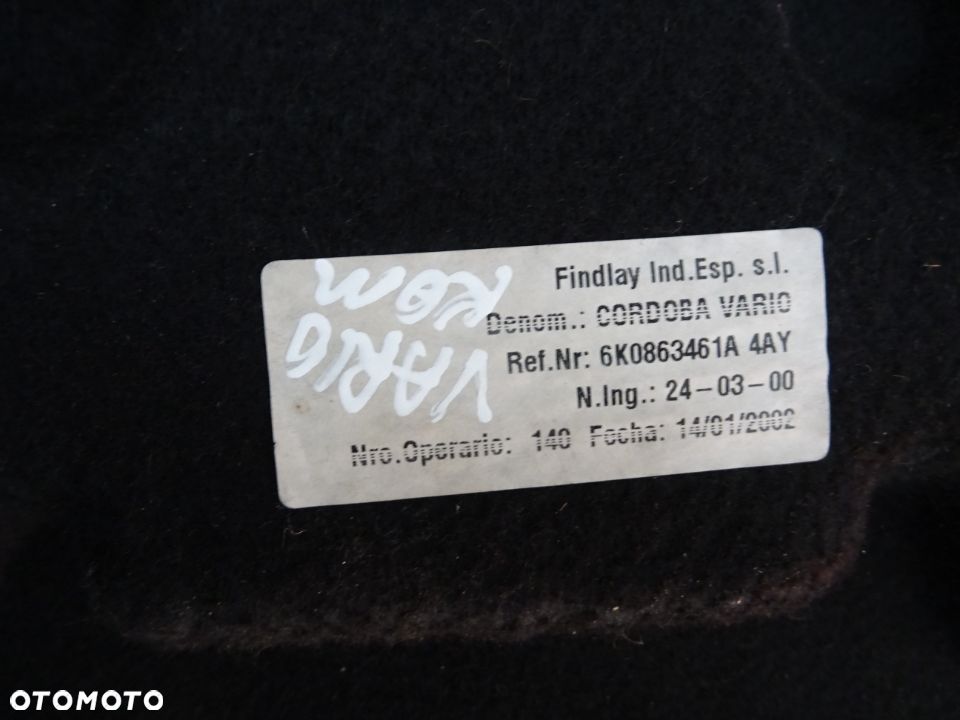 Findlay Ind.Esp. s.l.
Denom.: CORDOBA VARIO
Ref.Nr: 6K0863461A 4AY
N.Ing.: 24-03-00
Nro.Operario: 140 Fecha: 14/01/2002
VARIO
OTOMOTO